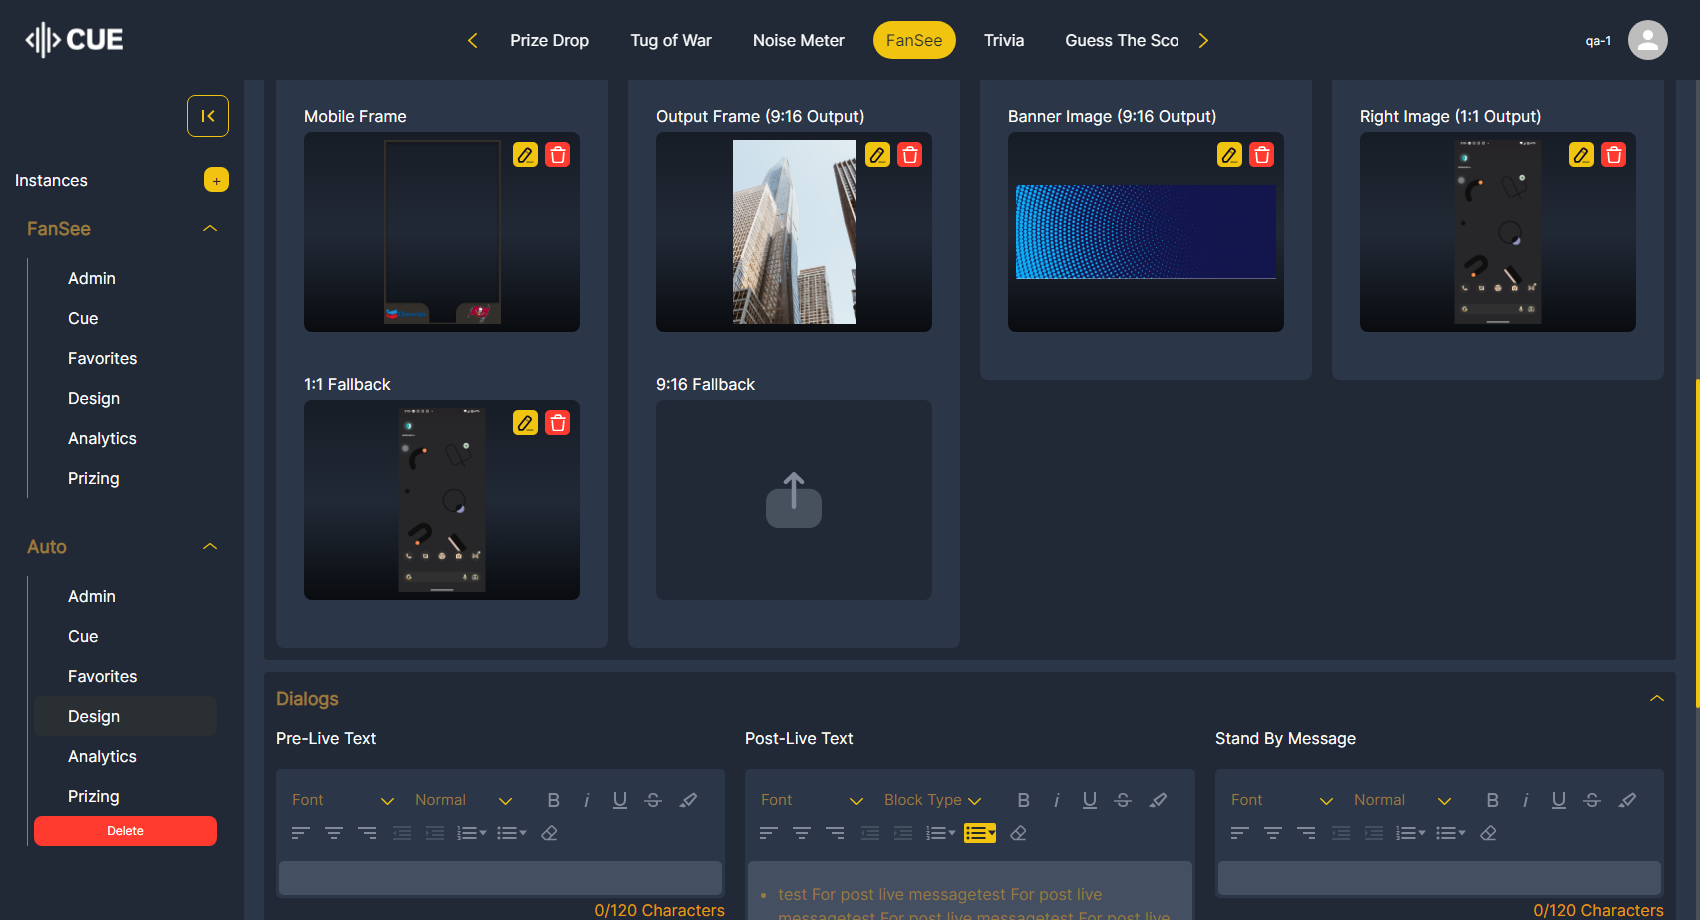 CUE
Prize Drop
Tug of War
Noise Meter
FanSee
Trivia
Guess The Sco
qa-1
Instances
+
FanSee
Admin
Cue
Favorites
Design
Analytics
Prizing
Auto
Admin
Cue
Favorites
Design
Analytics
Prizing
Delete
Mobile Frame
Output Frame (9:16 Output)
Banner Image (9:16 Output)
Right Image (1:1 Output)
1:1 Fallback
9:16 Fallback
Dialogs
Pre-Live Text
Font
Normal
B i U S
0/120 Characters
Post-Live Text
Font
Block Type
B i U S
• test For post live messagetest For post live
messagetest For post live messagetest For post live
Stand By Message
Font
Normal
B i U S
0/120 Characters